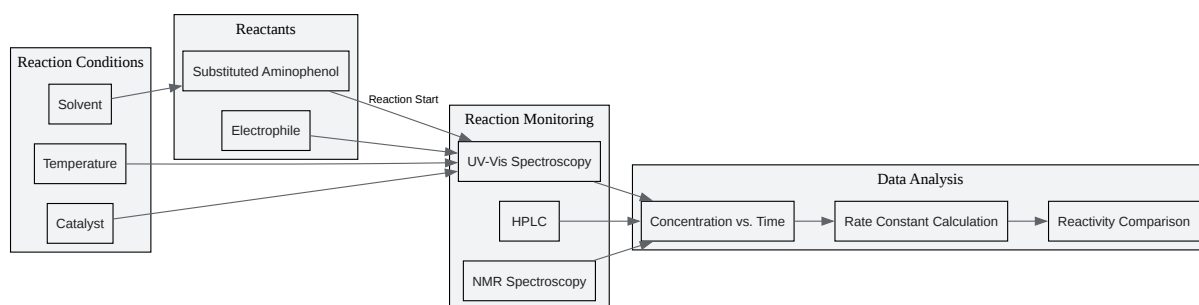 Reaction Conditions
Solvent
Temperature
Catalyst
Reactants
Substituted Aminophenol
Electrophile
Reaction Start
Reaction Monitoring
UV-Vis Spectroscopy
HPLC
NMR Spectroscopy
Data Analysis
Concentration vs. Time
Rate Constant Calculation
Reactivity Comparison